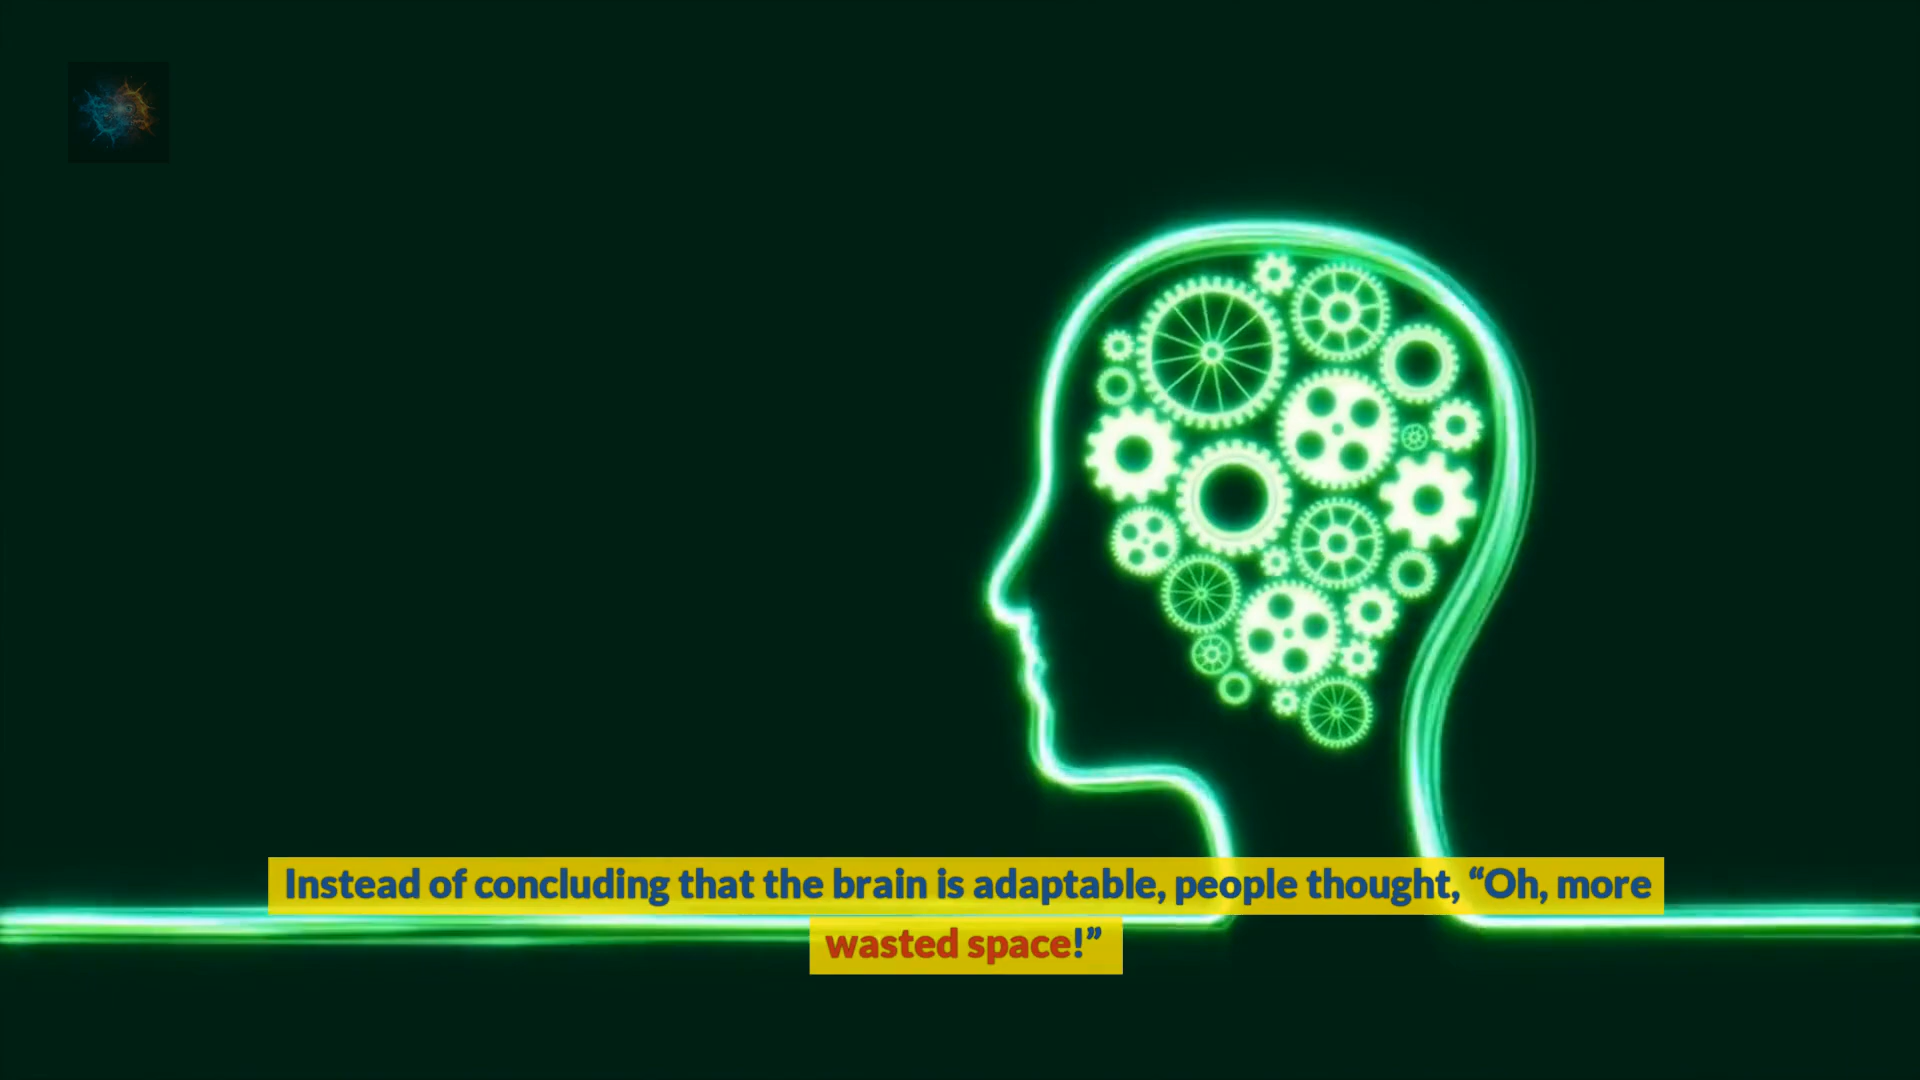 Instead of concluding that the brain is adaptable, people thought, “Oh, more
wasted space!”